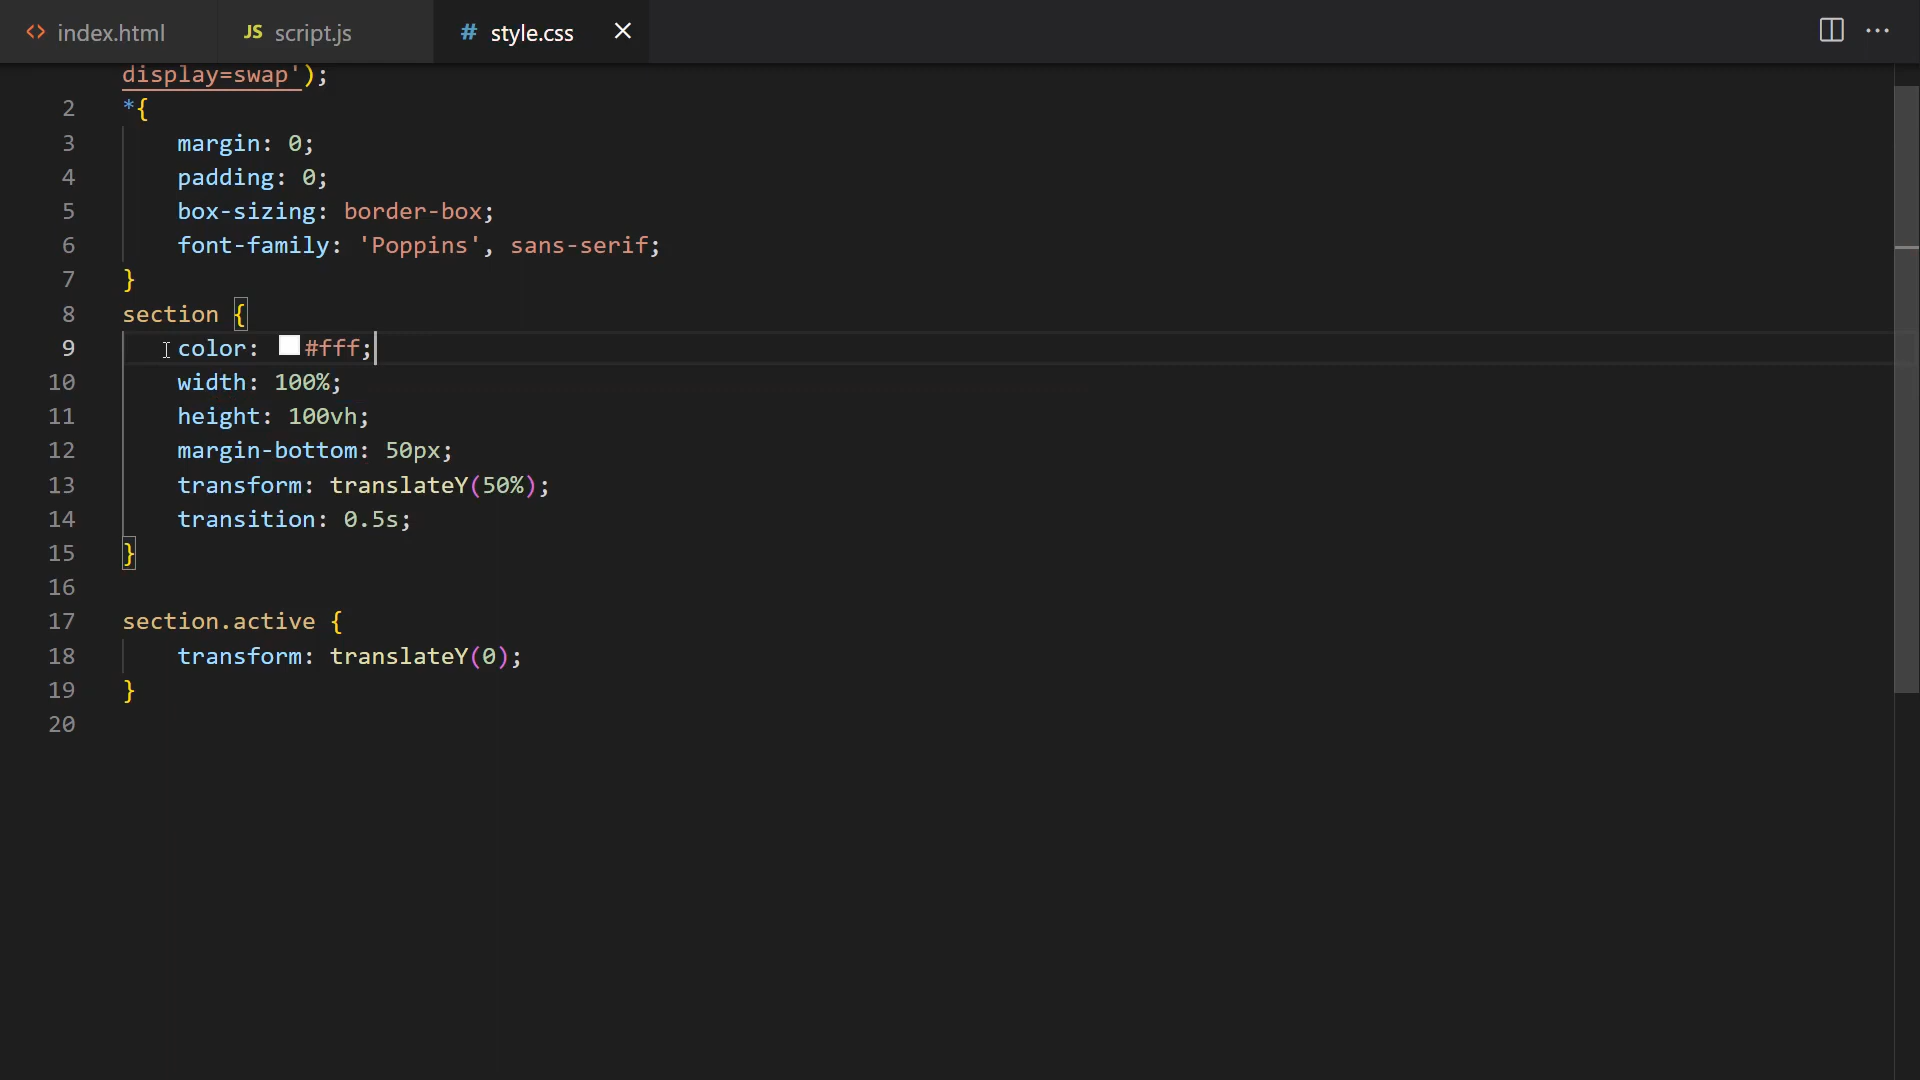 <> index.html JS script.js # style.css
display=swap');
2 *{
3 margin: 0;
4 padding: 0;
5 box-sizing: border-box;
6 font-family: 'Poppins', sans-serif;
7 }
8 section {
9 color: #fff;
10 width: 100%;
11 height: 100vh;
12 margin-bottom: 50px;
13 transform: translateY(50%);
14 transition: 0.5s;
15 }
16
17 section.active {
18 transform: translateY(0);
19 }
20